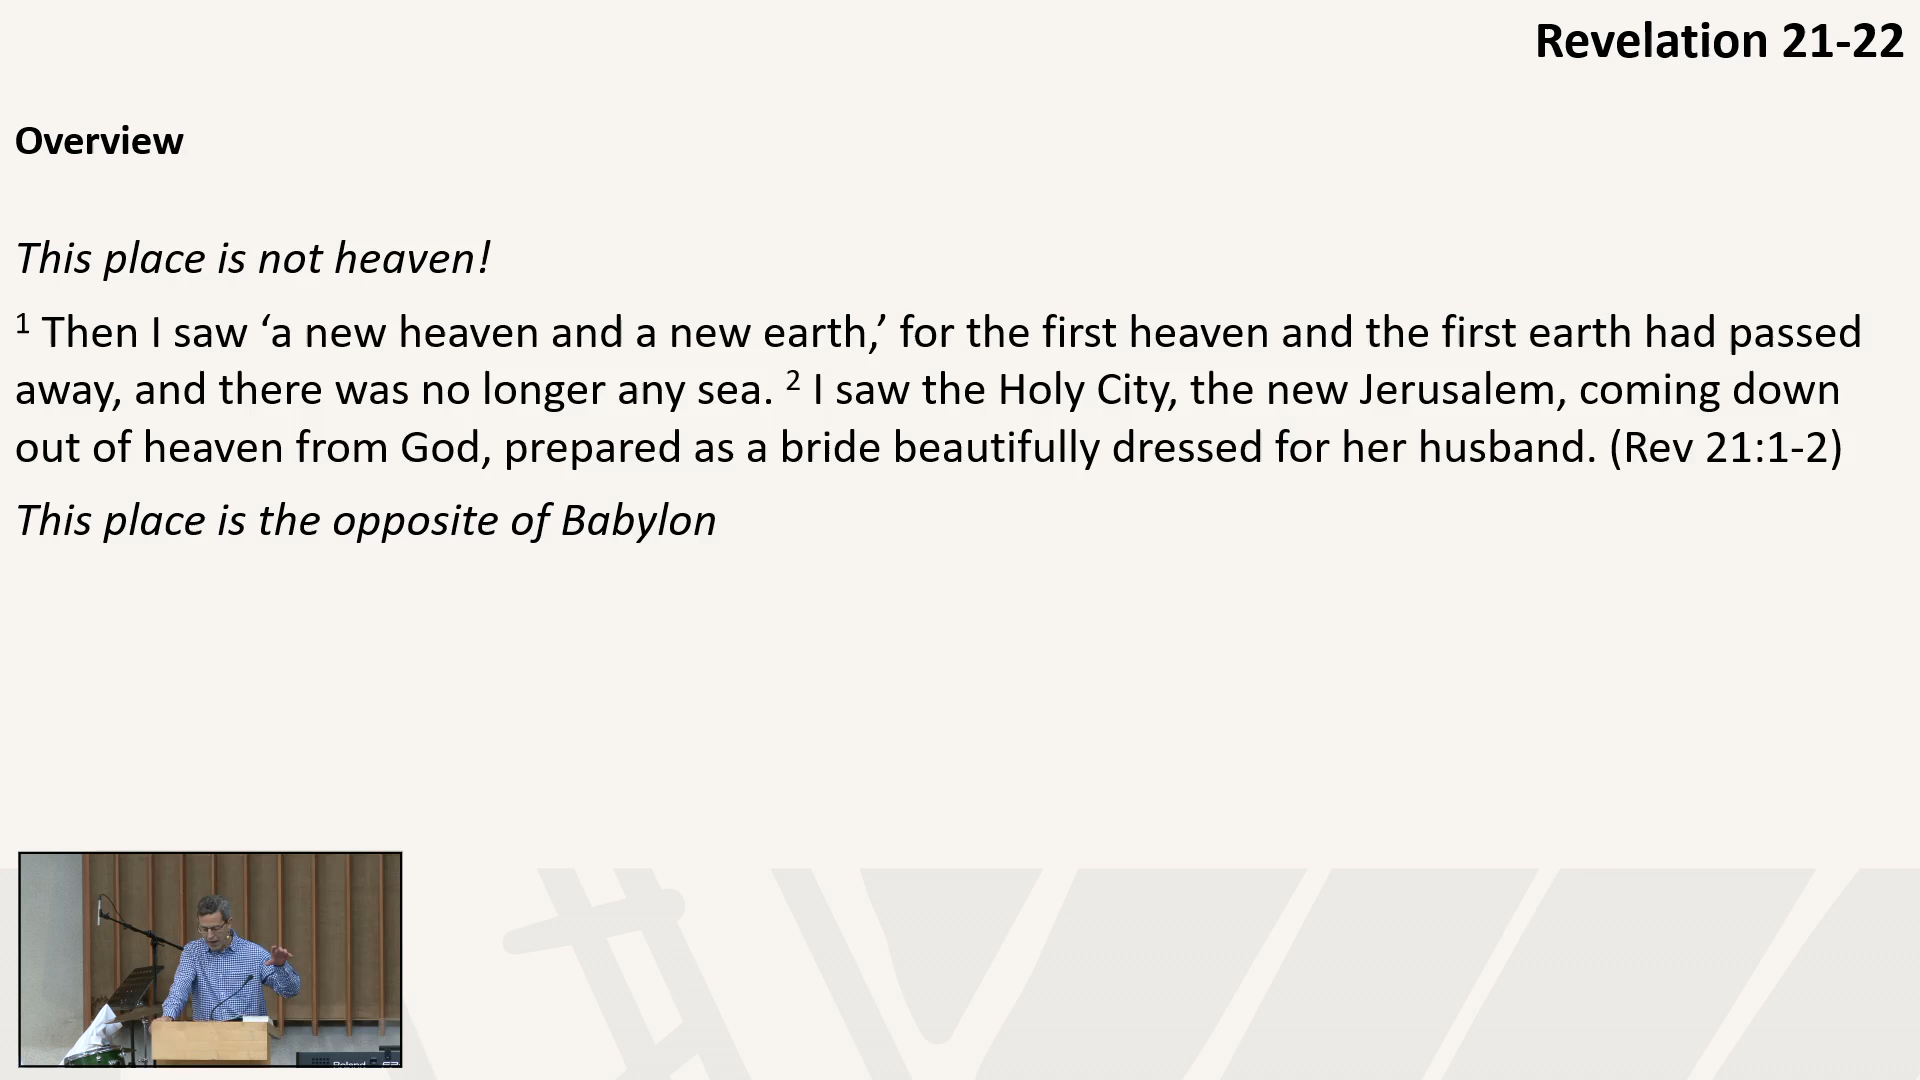 Revelation 21-22
Overview
This place is not heaven!
1 Then I saw ‘a new heaven and a new earth,’ for the first heaven and the first earth had passed
away, and there was no longer any sea. 2 I saw the Holy City, the new Jerusalem, coming down
out of heaven from God, prepared as a bride beautifully dressed for her husband. (Rev 21:1-2)
This place is the opposite of Babylon
Roland